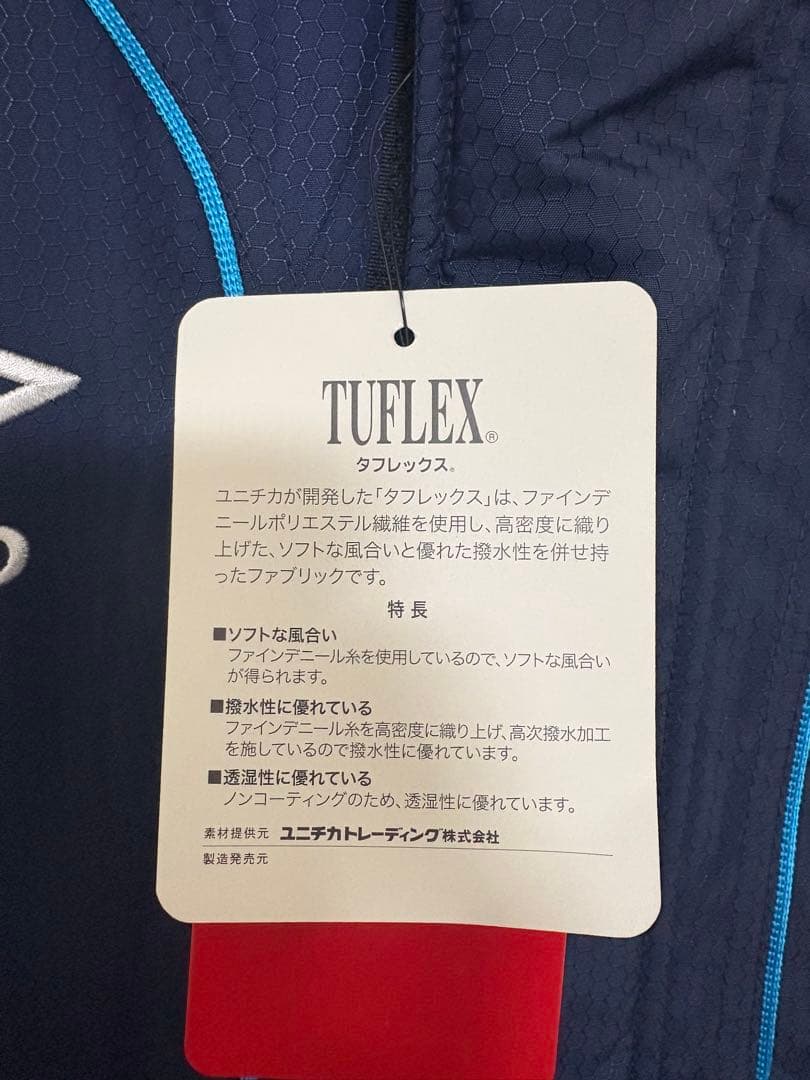 TUFLEX®
タフレックス®
ユニチカが開発した「タフレックス」は、ファインデ
ニールポリエステル繊維を使用し、高密度に織り
上げた、ソフトな風合いと優れた撥水性を併せ持
ったファブリックです。
特長
■ソフトな風合い
ファインデニール糸を使用しているので、ソフトな風合い
が得られます。
■撥水性に優れている
ファインデニール糸を高密度に織り上げ、高次撥水加工
を施しているので撥水性に優れています。
■透湿性に優れている
ノンコーティングのため、透湿性に優れています。
素材提供元 ユニチカトレーディング株式会社
製造発売元